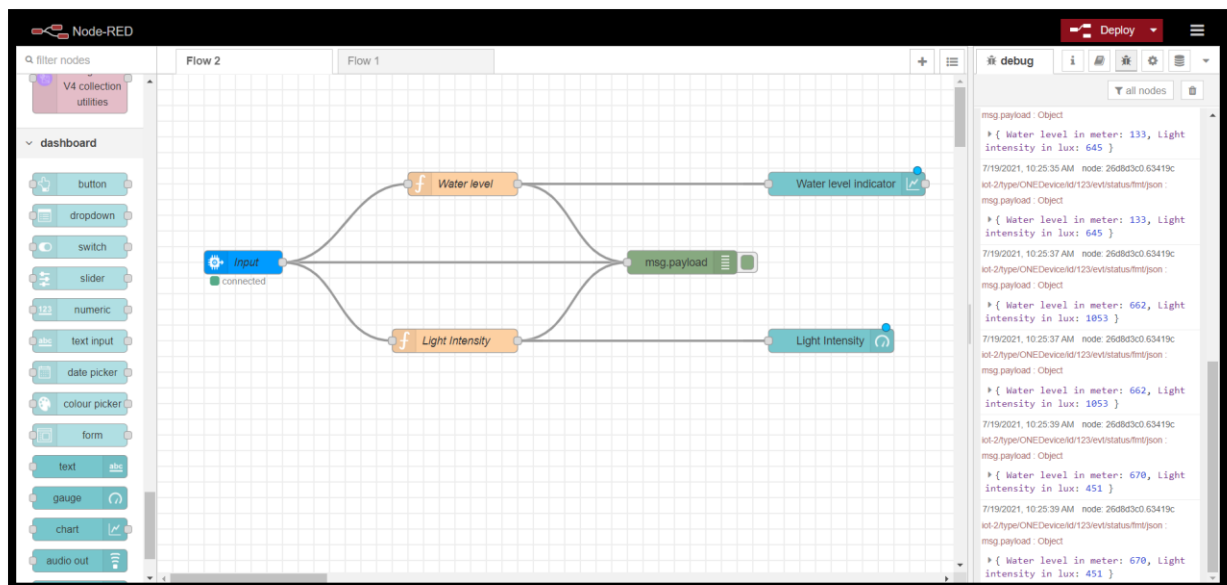 Node-RED
Deploy
filter nodes
Flow 2
Flow 1
debug
i
all nodes
V4 collection
utilities
dashboard
button
dropdown
switch
slider
123 numeric
abc text input
date picker
colour picker
form
text abc
gauge
chart
audio out
Water level
Water level indicator
Input
connected
msg.payload
Light Intensity
Light Intensity
msg.payload : Object
{ Water level in meter: 133, Light
intensity in lux: 645 }
7/19/2021, 10:25:35 AM node: 26d8d3c0.63419c
iot-2/type/ONEDevice/id/123/evt/status/fmt/json :
msg.payload : Object
{ Water level in meter: 133, Light
intensity in lux: 645 }
7/19/2021, 10:25:37 AM node: 26d8d3c0.63419c
iot-2/type/ONEDevice/id/123/evt/status/fmt/json :
msg.payload : Object
{ Water level in meter: 662, Light
intensity in lux: 1053 }
7/19/2021, 10:25:37 AM node: 26d8d3c0.63419c
iot-2/type/ONEDevice/id/123/evt/status/fmt/json :
msg.payload : Object
{ Water level in meter: 662, Light
intensity in lux: 1053 }
7/19/2021, 10:25:39 AM node: 26d8d3c0.63419c
iot-2/type/ONEDevice/id/123/evt/status/fmt/json :
msg.payload : Object
{ Water level in meter: 670, Light
intensity in lux: 451 }
7/19/2021, 10:25:39 AM node: 26d8d3c0.63419c
iot-2/type/ONEDevice/id/123/evt/status/fmt/json :
msg.payload : Object
{ Water level in meter: 670, Light
intensity in lux: 451 }